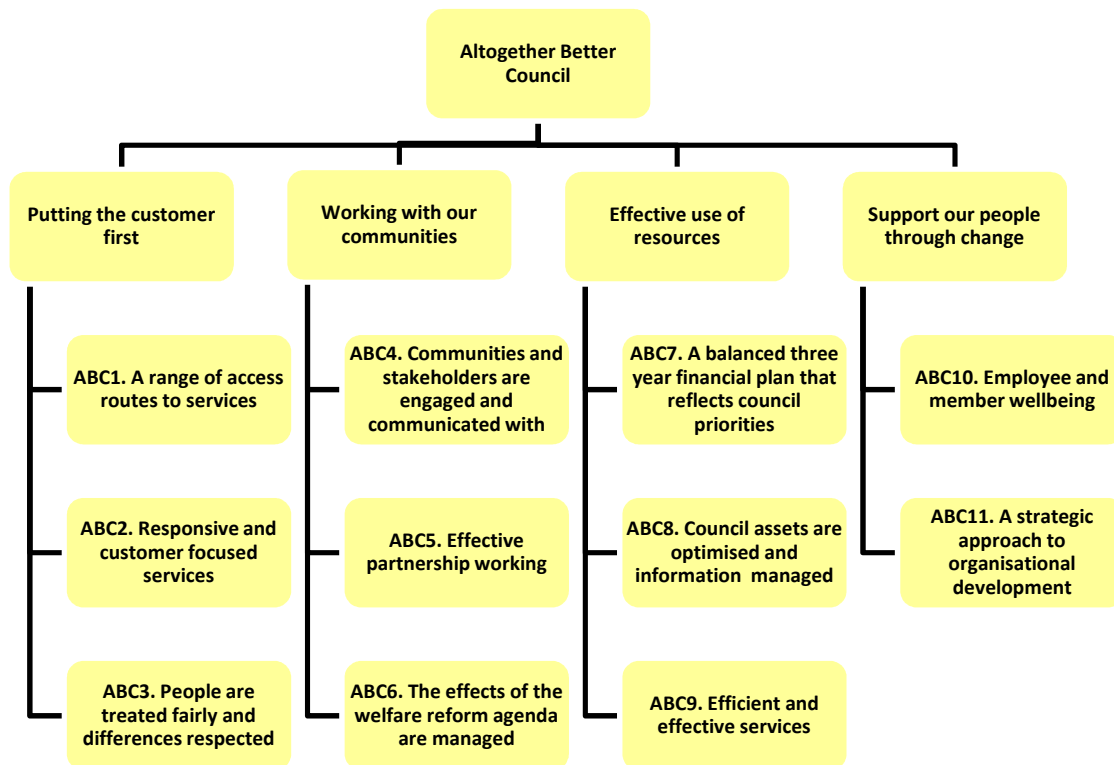 Altogether Better
Council
Putting the customer
first
Working with our
communities
Effective use of
resources
Support our people
through change
ABC1. A range of access
routes to services
ABC2. Responsive and
customer focused
services
ABC3. People are
treated fairly and
differences respected
ABC4. Communities and
stakeholders are
engaged and
communicated with
ABC5. Effective
partnership working
ABC6. The effects of the
welfare reform agenda
are managed
ABC7. A balanced three
year financial plan that
reflects council
priorities
ABC8. Council assets are
optimised and
information managed
ABC9. Efficient and
effective services
ABC10. Employee and
member wellbeing
ABC11. A strategic
approach to
organisational
development